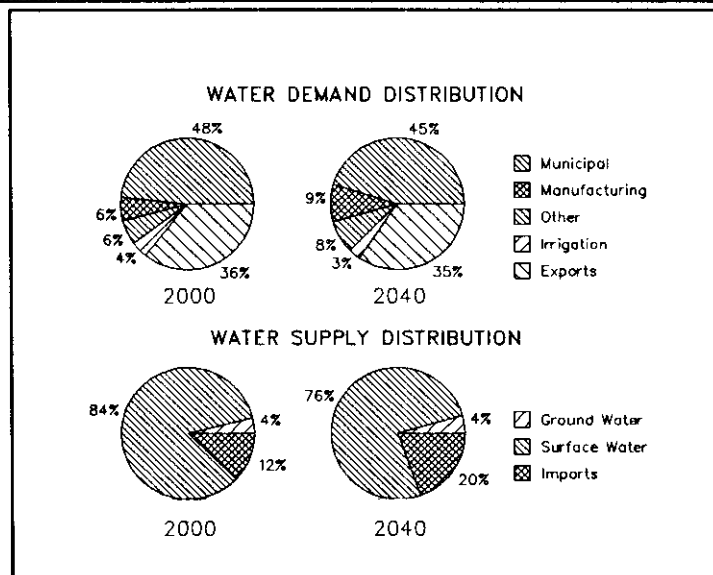 WATER DEMAND DISTRIBUTION
48%
6%
6%
4%
36%
2000
45%
9%
8%
3%
35%
2040
Municipal
Manufacturing
Other
Irrigation
Exports
WATER SUPPLY DISTRIBUTION
84%
4%
12%
2000
76%
4%
20%
2040
Ground Water
Surface Water
Imports